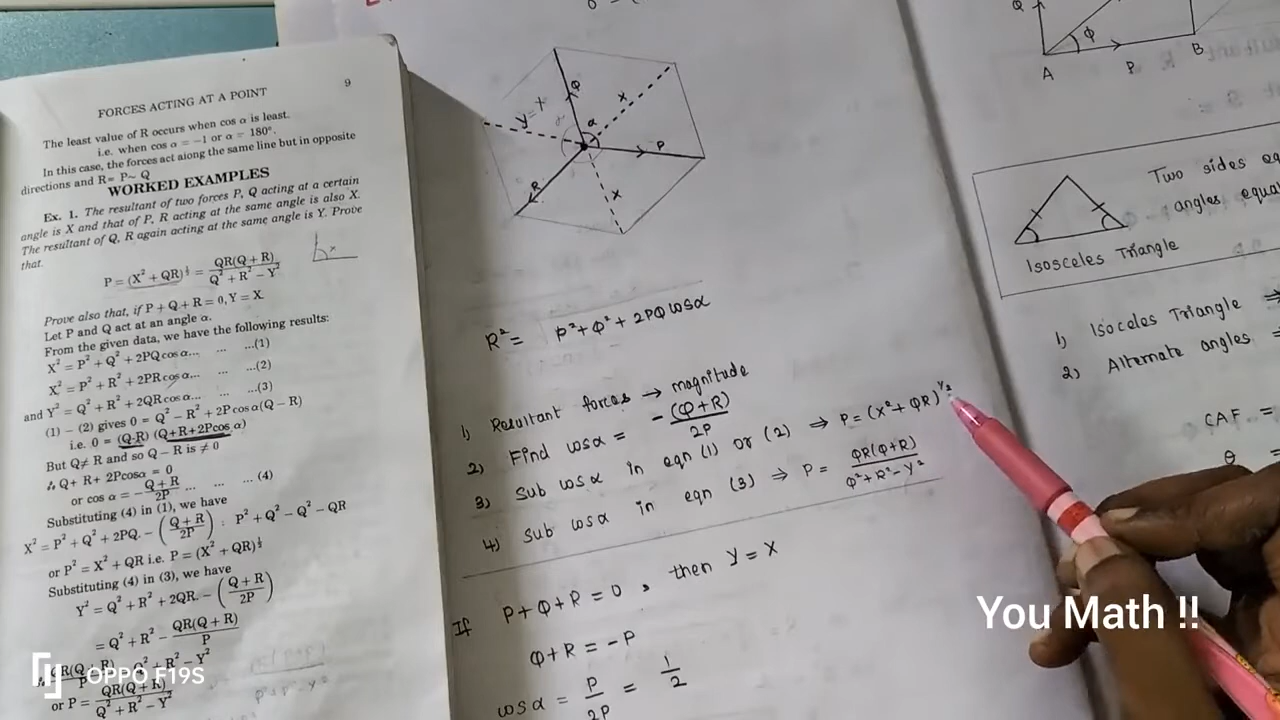 FORCES ACTING AT A POINT 9
The least value of R occurs when cos α is least.
i.e. when cos α = −1 or α = 180°.
In this case, the forces act along the same line but in opposite
directions and R= P~ Q
WORKED EXAMPLES
Ex. 1. The resultant of two forces P, Q acting at a certain
angle is X and that of P, R acting at the same angle is also X.
The resultant of Q, R again acting at the same angle is Y. Prove
that.
P = (X² + QR)^½ = QR(Q + R) / Q² + R² − Y²
Prove also that, if P + Q + R = 0, Y = X.
Let P and Q act at an angle α.
From the given data, we have the following results:
X² = P² + Q² + 2PQ cos α... ... ...(1)
X² = P² + R² + 2PR cos α... ... ...(2)
and Y² = Q² + R² + 2QR cos α... ... ...(3)
(1) − (2) gives 0 = Q² − R² + 2P cos α(Q − R)
i.e. 0 = (Q-R) (Q+R+2Pcos α)
But Q≠ R and so Q − R is ≠ 0
∴ Q + R + 2Pcosα = 0
or cos α = − Q + R / 2P ... ... ...(4)
Substituting (4) in (1), we have
X² = P² + Q² + 2PQ. − (Q + R / 2P) : P² + Q² − Q² − QR
or P² = X² + QR i.e. P = (X² + QR)^½
Substituting (4) in (3), we have
Y² = Q² + R² + 2QR. − (Q + R / 2P)
= Q² + R² − QR(Q + R) / P
QR(Q + R) / P = Q² + R² − Y²
or P = QR(Q + R) / Q² + R² − Y²
x
y = x
Q
α
x
P
R
x
R² = P² + Q² + 2PQ cosα
1) Resultant forces → magnitude
2) Find cosα = −(Q+R) / 2P
3) Sub cosα in eqn (1) or (2) ⇒ P = (X² + QR)^½
4) Sub cosα in eqn (3) ⇒ P = QR(Q+R) / Q² + R² − Y²
If P + Q + R = 0 , then Y = X
Q + R = −P
cosα = P / 2P = 1 / 2
Q
φ
A P B
Two sides
angles
Isosceles Triangle
1) Isoceles Triangle ⇒
2) Alternate angles =
CAF =
θ =
You Math !!
OPPO F19S